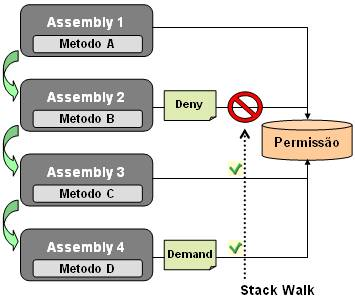 Assembly 1
Metodo A
Assembly 2
Metodo B
Deny
Permissão
Assembly 3
Metodo C
Assembly 4
Metodo D
Demand
Stack Walk